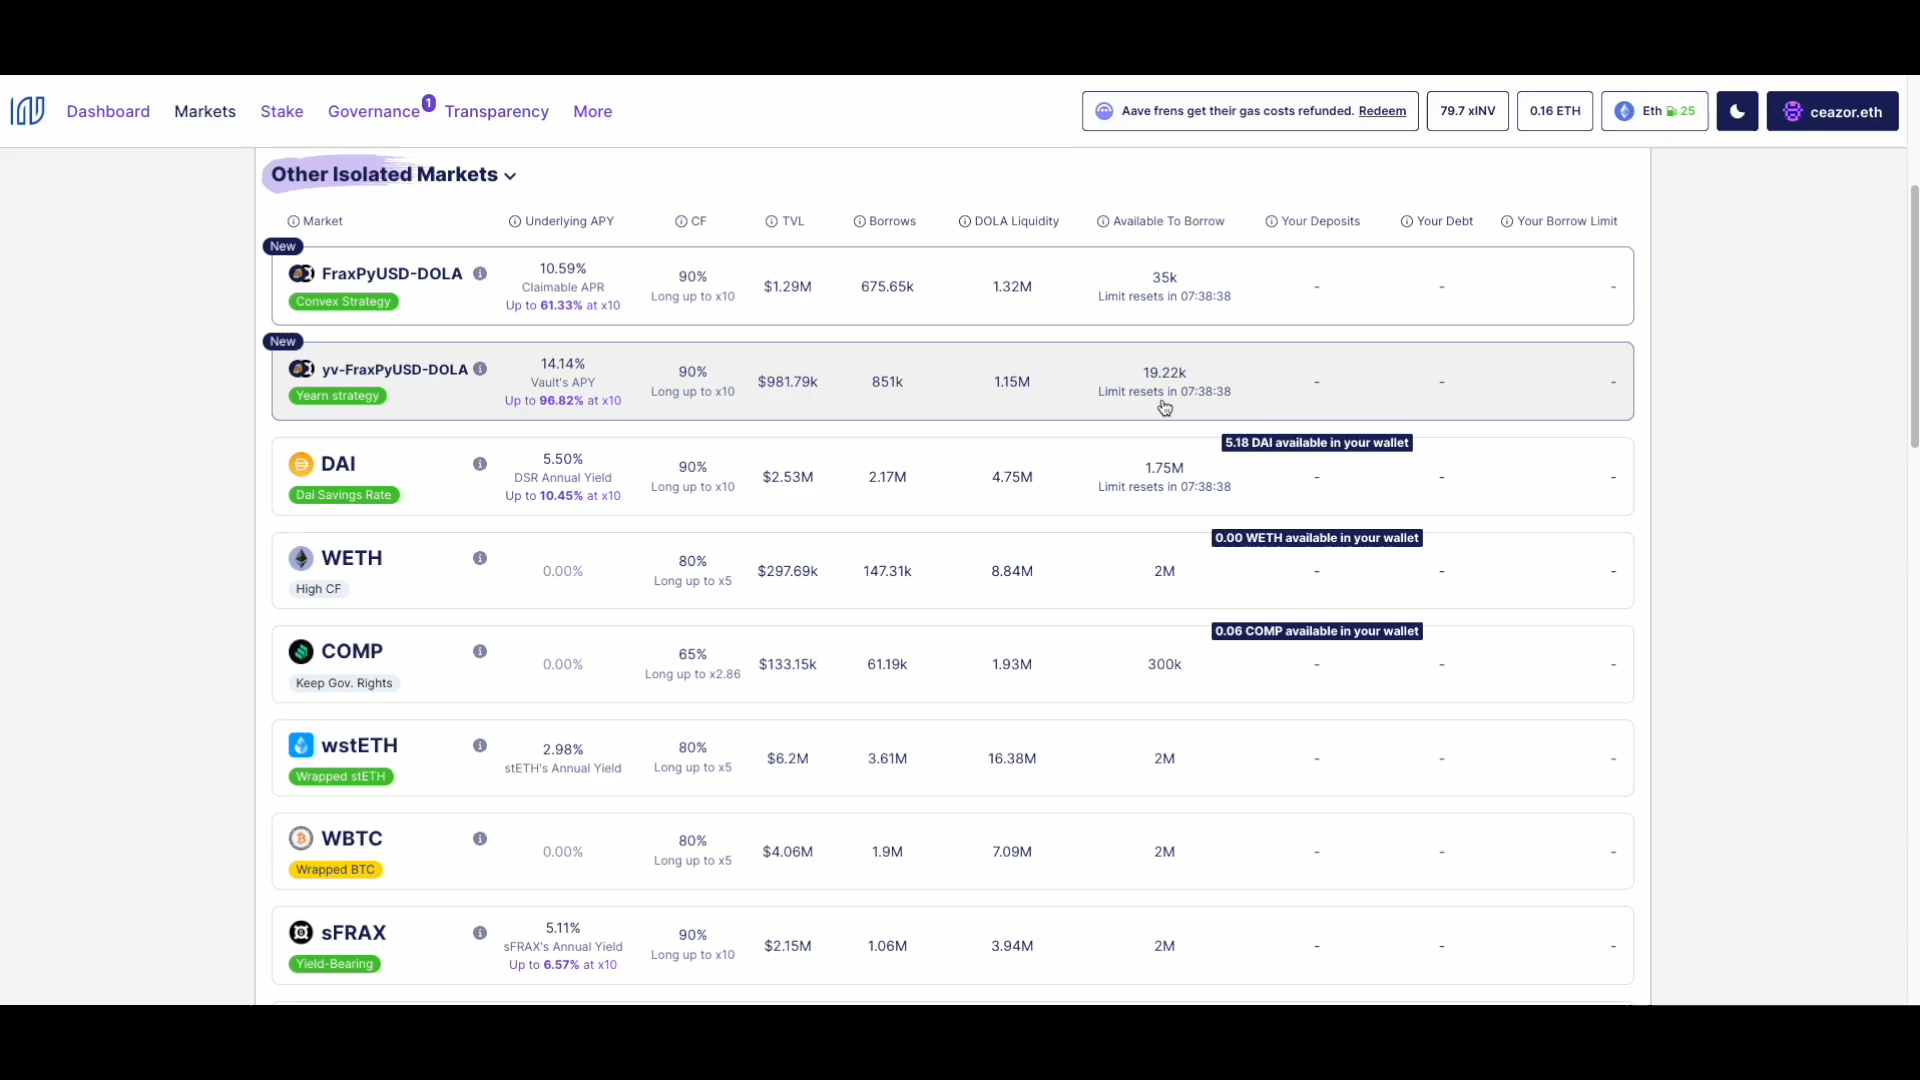 Dashboard Markets Stake Governance 1 Transparency More Aave frens get their gas costs refunded. Redeem 79.7 xINV 0.16 ETH Eth 25 ceazor.eth
Other Isolated Markets
Market Underlying APY CF TVL Borrows DOLA Liquidity Available To Borrow Your Deposits Your Debt Your Borrow Limit
New
FraxPyUSD-DOLA
Convex Strategy
10.59%
Claimable APR
Up to 61.33% at x10
90%
Long up to x10
$1.29M 675.65k 1.32M
35k
Limit resets in 07:38:38
- - -
New
yv-FraxPyUSD-DOLA
Yearn strategy
14.14%
Vault's APY
Up to 96.82% at x10
90%
Long up to x10
$981.79k 851k 1.15M
19.22k
Limit resets in 07:38:38
- - -
5.18 DAI available in your wallet
DAI
Dai Savings Rate
5.50%
DSR Annual Yield
Up to 10.45% at x10
90%
Long up to x10
$2.53M 2.17M 4.75M
1.75M
Limit resets in 07:38:38
- - -
0.00 WETH available in your wallet
WETH
High CF
0.00%
80%
Long up to x5
$297.69k 147.31k 8.84M 2M - - -
0.06 COMP available in your wallet
COMP
Keep Gov. Rights
0.00%
65%
Long up to x2.86
$133.15k 61.19k 1.93M 300k - - -
wstETH
Wrapped stETH
2.98%
stETH's Annual Yield
80%
Long up to x5
$6.2M 3.61M 16.38M 2M - - -
WBTC
Wrapped BTC
0.00%
80%
Long up to x5
$4.06M 1.9M 7.09M 2M - - -
sFRAX
Yield-Bearing
5.11%
sFRAX's Annual Yield
Up to 6.57% at x10
90%
Long up to x10
$2.15M 1.06M 3.94M 2M - - -